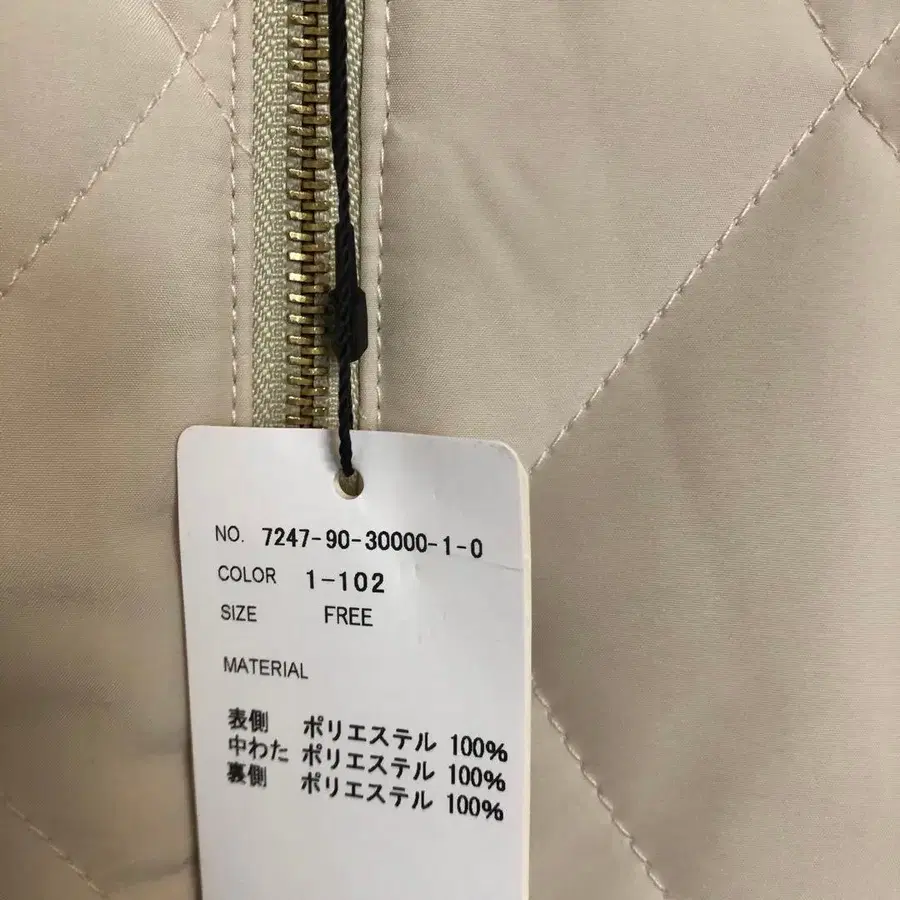 NO. 7247-90-30000-1-0
COLOR 1-102
SIZE FREE
MATERIAL
表側 ポリエステル 100%
中わた ポリエステル 100%
裏側 ポリエステル 100%